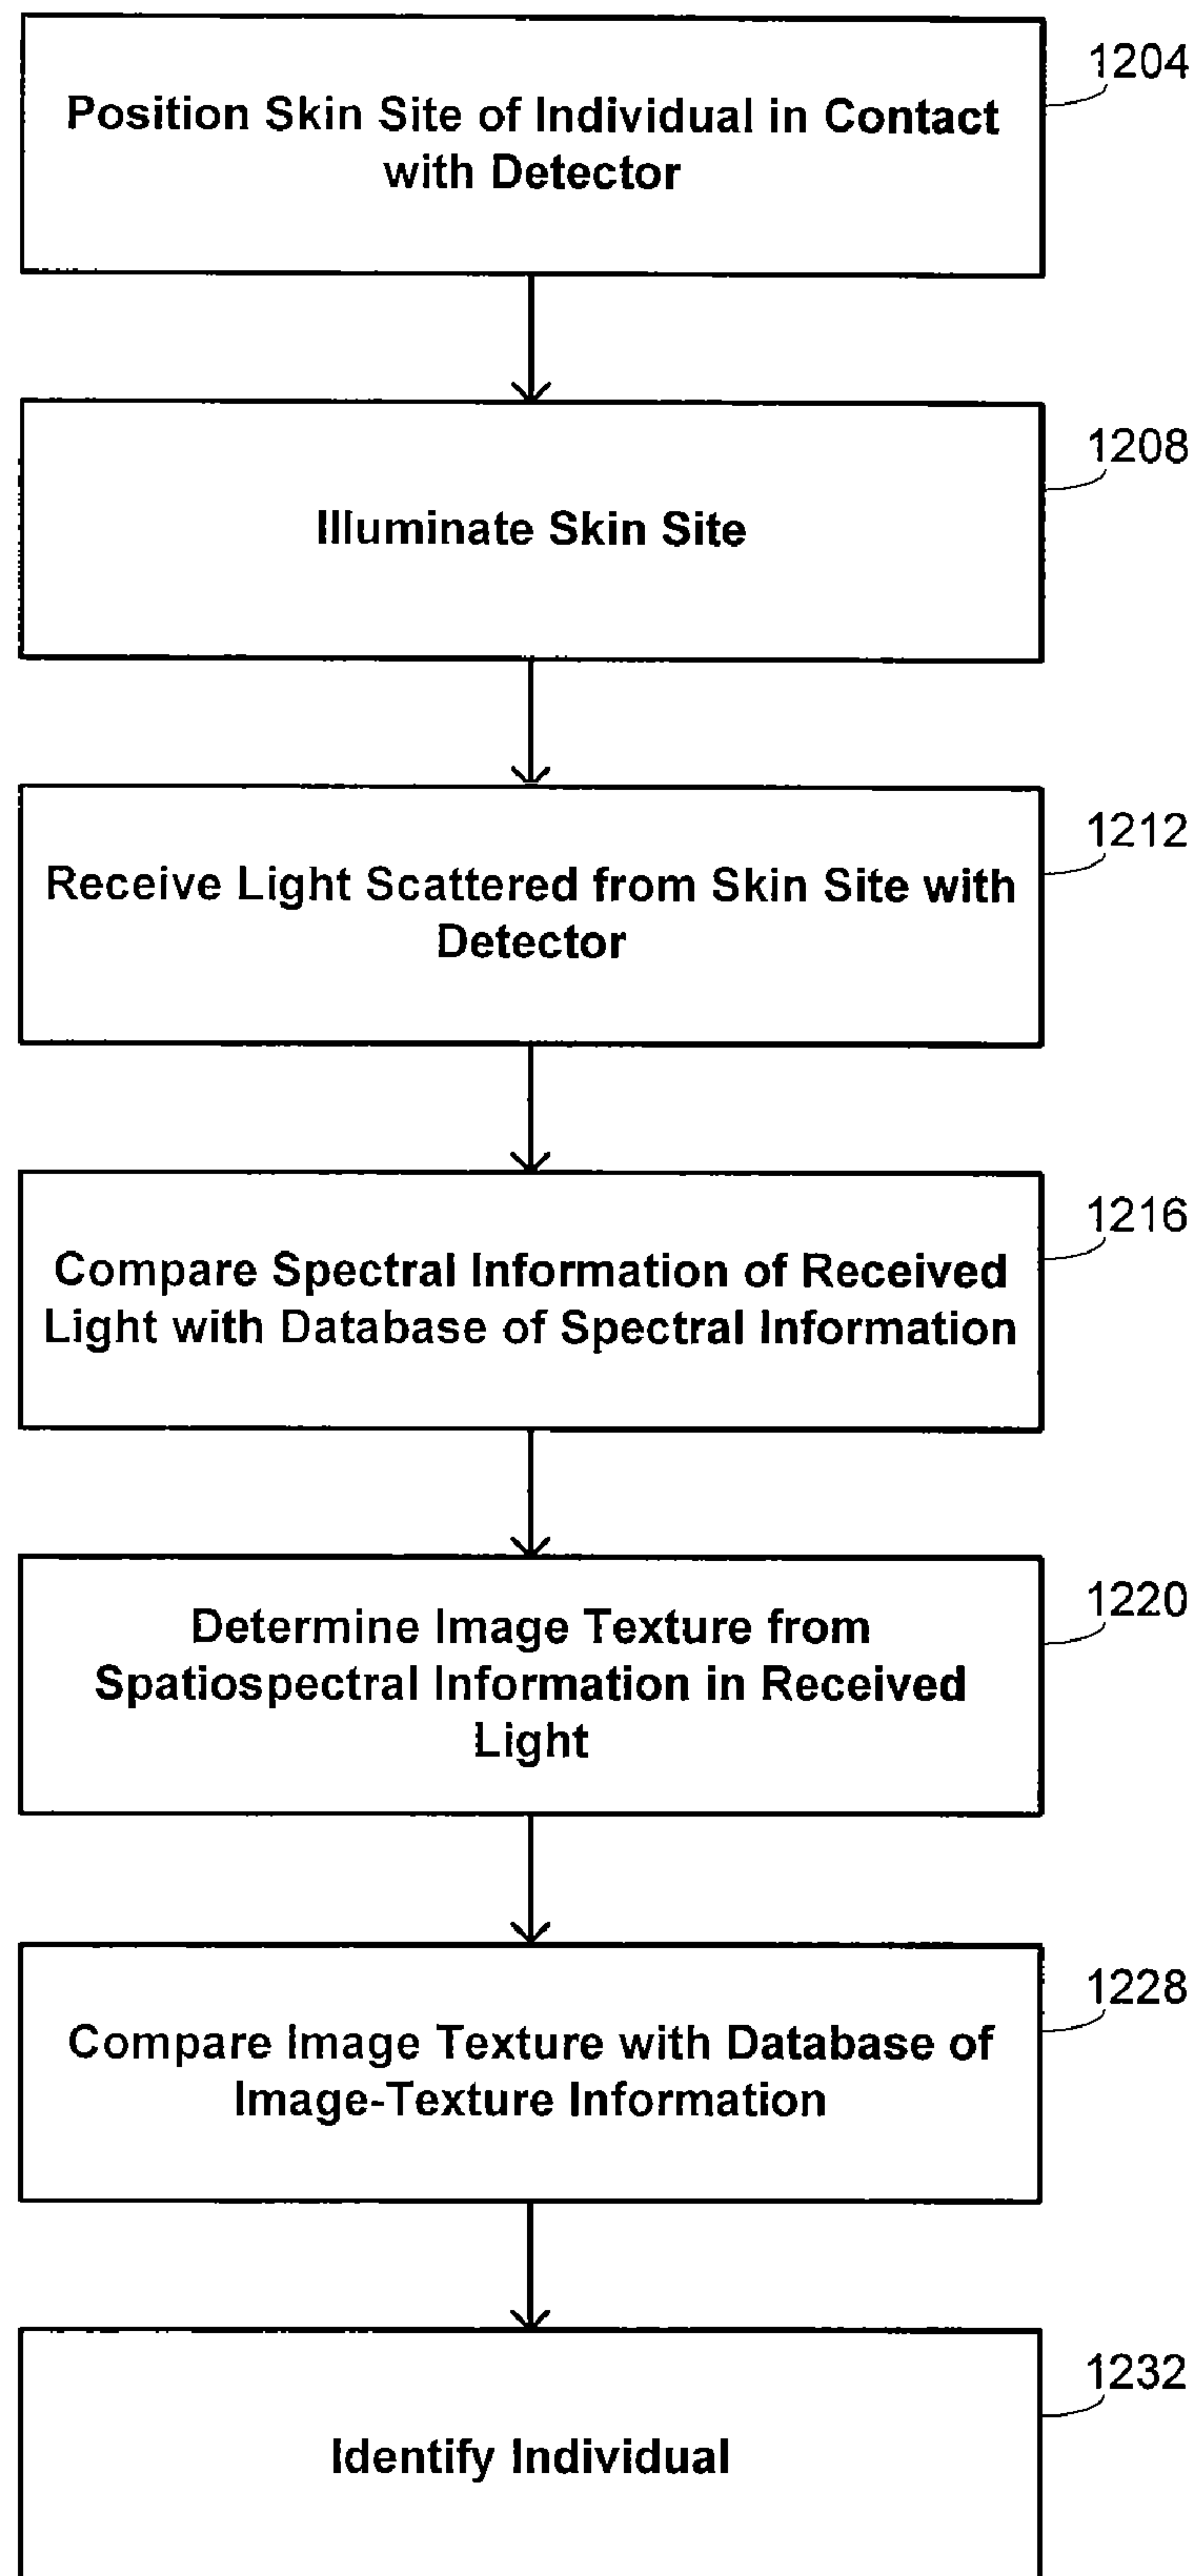 1204
Position Skin Site of Individual in Contact
with Detector
1208
Illuminate Skin Site
1212
Receive Light Scattered from Skin Site with
Detector
1216
Compare Spectral Information of Received
Light with Database of Spectral Information
1220
Determine Image Texture from
Spatiospectral Information in Received
Light
1228
Compare Image Texture with Database of
Image-Texture Information
1232
Identify Individual